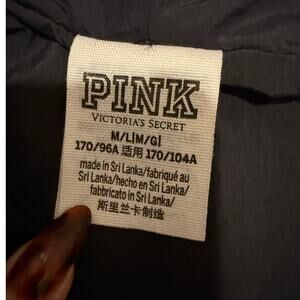 PINK
VICTORIA'S SECRET
M/L|M/G|
170/96A 适用 170/104A
made in Sri Lanka/fabriqué au
Sri Lanka/hecho en Sri Lanka/
fabbricato in Sri Lanka/
斯里兰卡制造